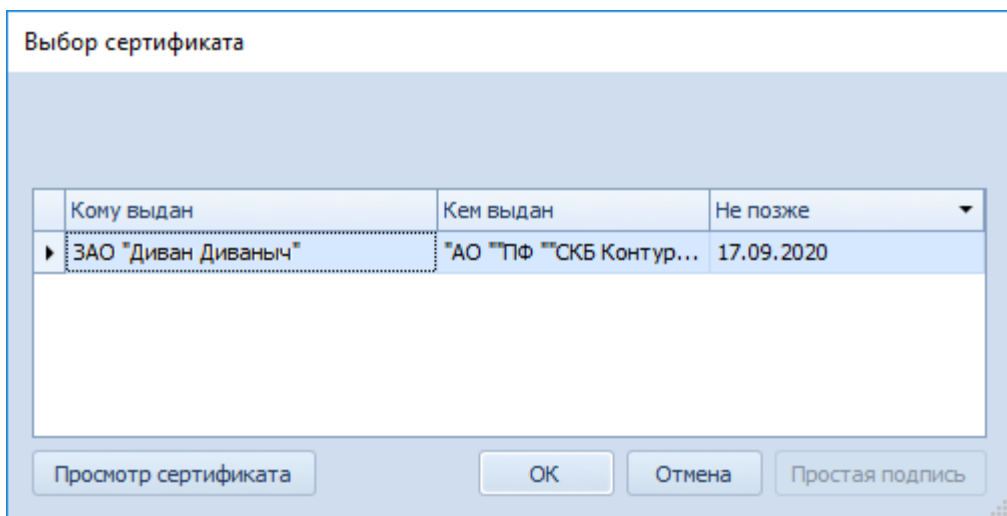 Выбор сертификата
Кому выдан Кем выдан Не позже
ЗАО "Диван Диваныч" "АО ""ПФ ""СКБ Контур... 17.09.2020
Просмотр сертификата ОК Отмена Простая подпись